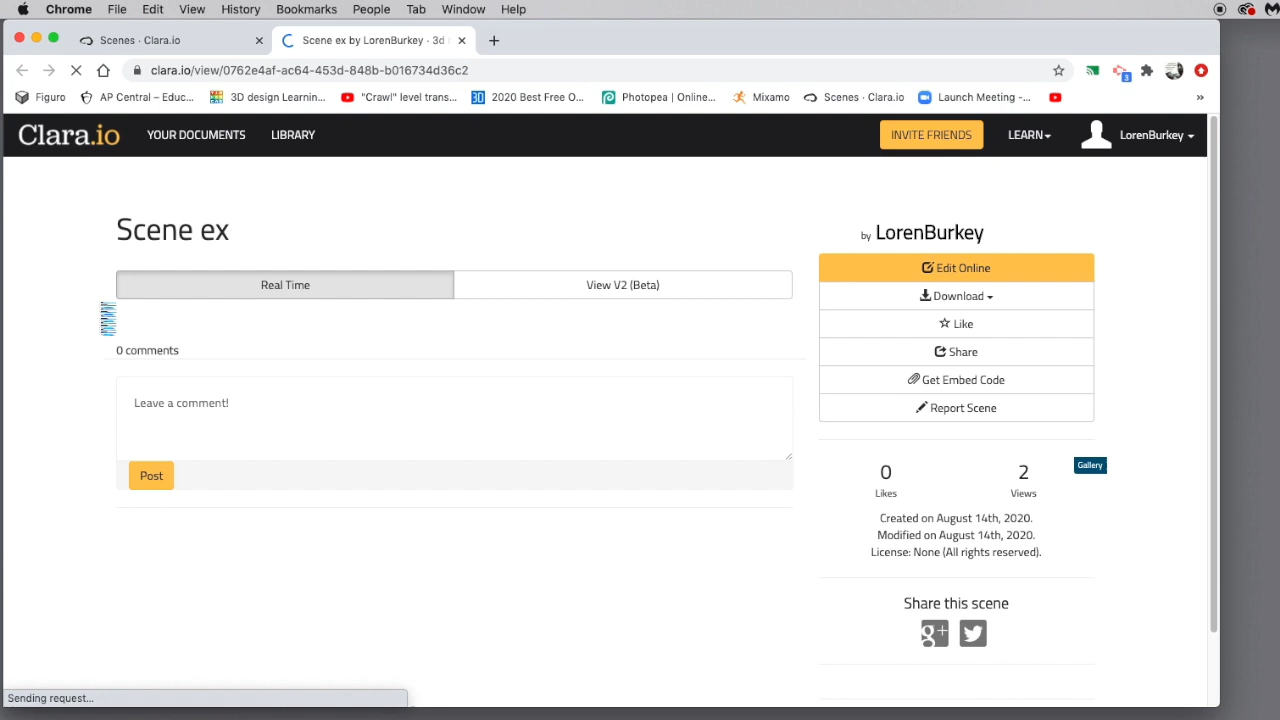 Chrome File Edit View History Bookmarks People Tab Window Help
Scenes · Clara.io
Scene ex by LorenBurkey · 3d
clara.io/view/0762e4af-ac64-453d-848b-b016734d36c2
3
Figuro
AP Central – Educ...
3D design Learnin...
"Crawl" level trans...
2020 Best Free O...
Photopea | Online...
Mixamo
Scenes · Clara.io
Launch Meeting -...
»
Clara.io YOUR DOCUMENTS LIBRARY INVITE FRIENDS LEARN LorenBurkey
Scene ex
by LorenBurkey
Real Time
View V2 (Beta)
0 comments
Leave a comment!
Post
Edit Online
Download
Like
Share
Get Embed Code
Report Scene
0
Likes
2
Views
Gallery
Created on August 14th, 2020.
Modified on August 14th, 2020.
License: None (All rights reserved).
Share this scene
g+
Sending request...